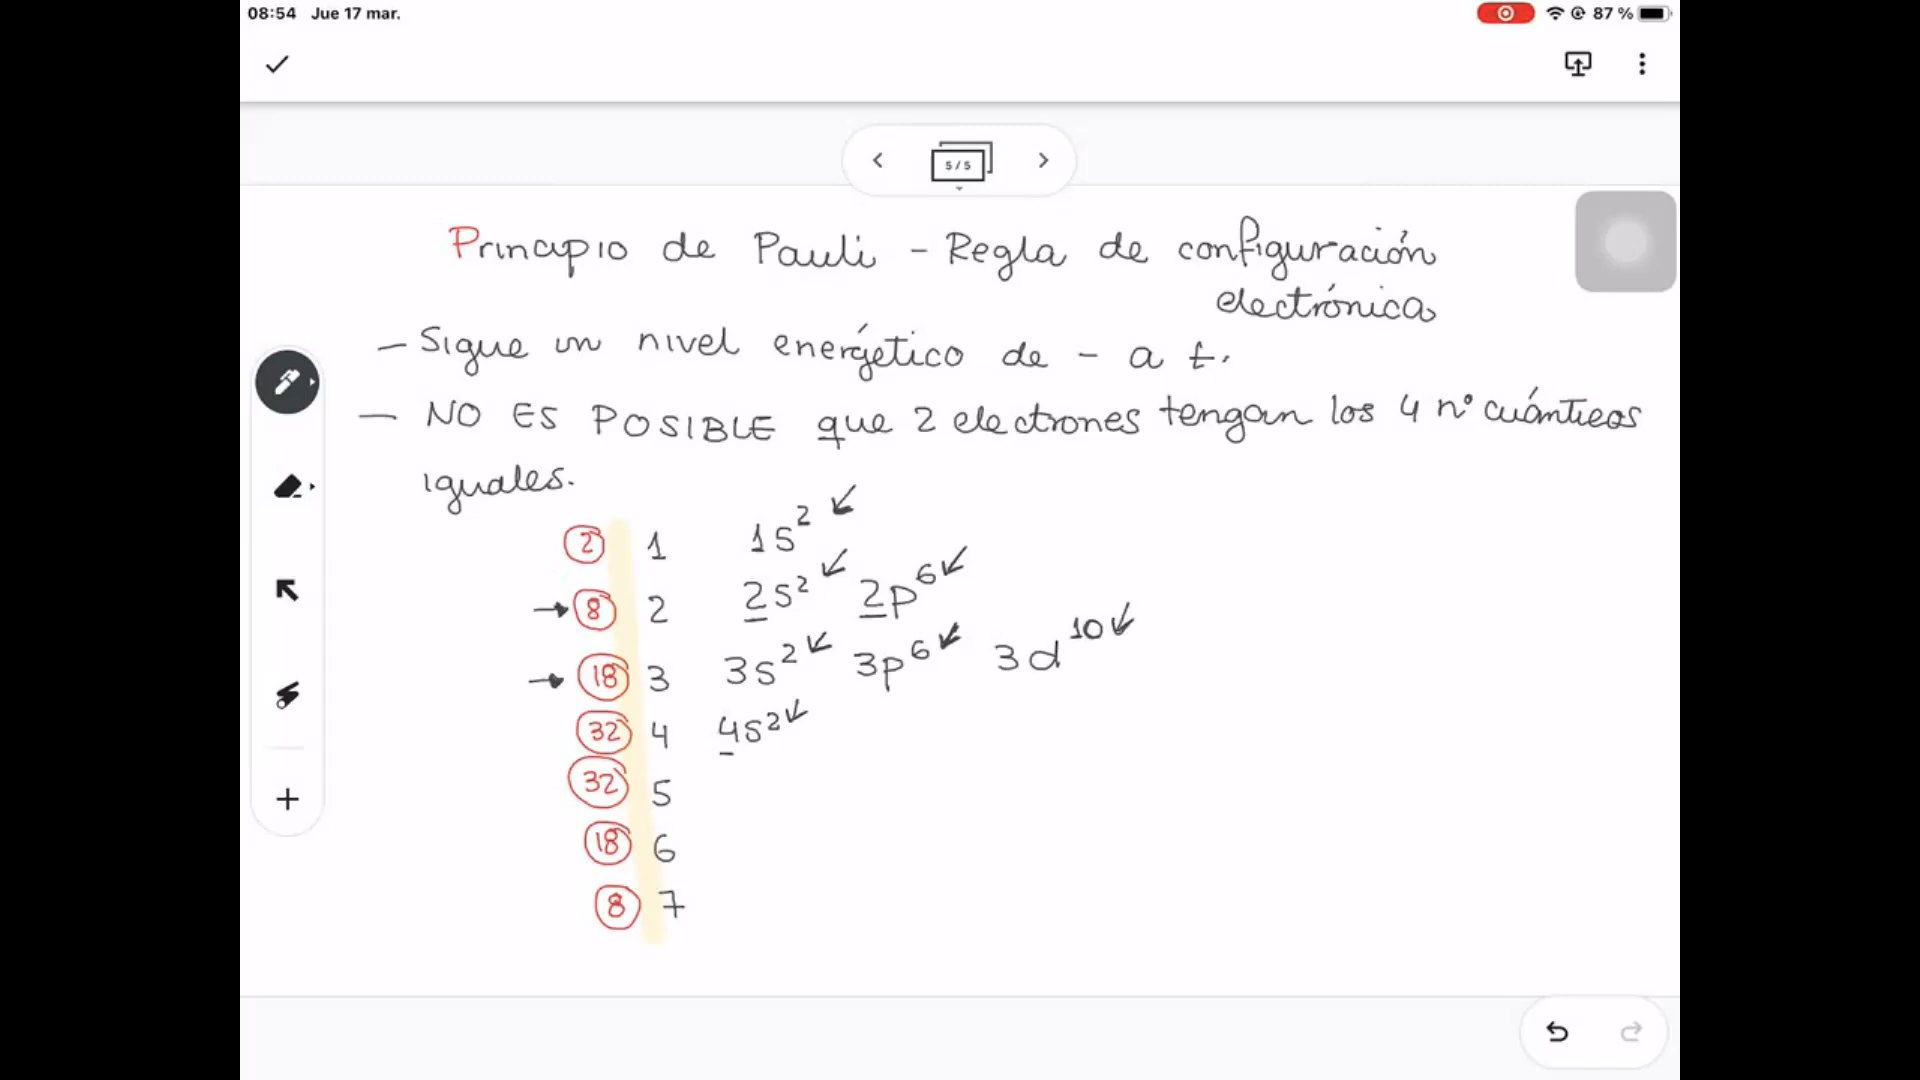 08:54 Jue 17 mar.
87 %
5 / 5
Principio de Pauli - Regla de configuración
electrónica
- Sigue un nivel energético de - a +.
- NO ES POSIBLE que 2 electrones tengan los 4 nº cuánticos
iguales.
2 1 1s²
8 2 2s² 2p⁶
18 3 3s² 3p⁶ 3d¹⁰
32 4 4s²
32 5
18 6
8 7